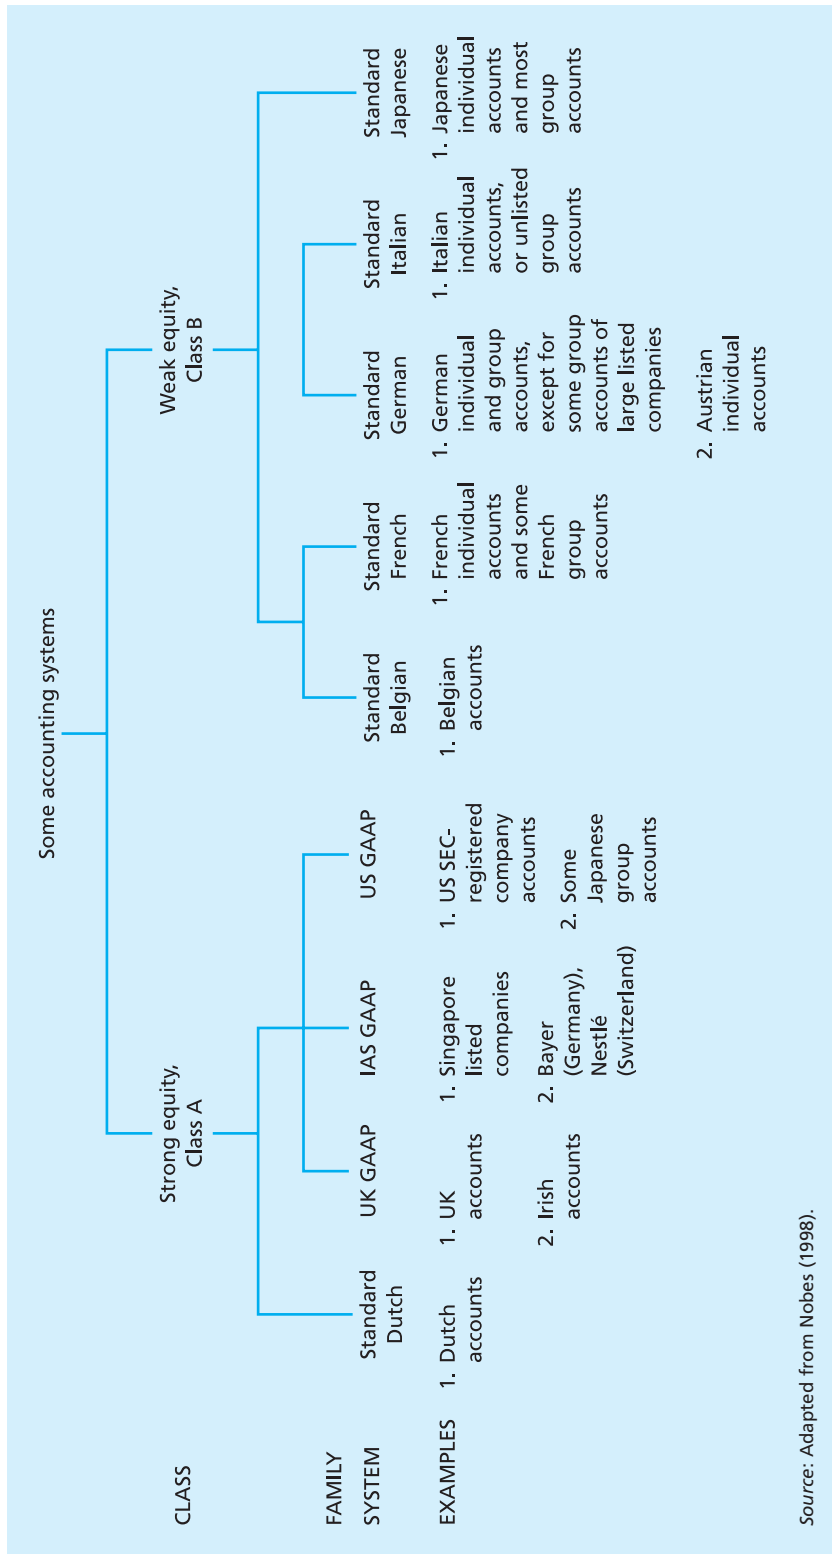 Some accounting systems
CLASS
Strong equity,
Class A
Weak equity,
Class B
FAMILY
SYSTEM
Standard
Dutch
UK GAAP
IAS GAAP
US GAAP
Standard
Belgian
Standard
French
Standard
German
Standard
Italian
Standard
Japanese
EXAMPLES
1. Dutch
accounts
1. UK
accounts
2. Irish
accounts
1. Singapore
listed
companies
2. Bayer
(Germany),
Nestlé
(Switzerland)
1. US SEC-
registered
company
accounts
2. Some
Japanese
group
accounts
1. Belgian
accounts
1. French
individual
accounts
and some
French
group
accounts
1. German
individual
and group
accounts,
except for
some group
accounts of
large listed
companies
2. Austrian
individual
accounts
1. Italian
individual
accounts,
or unlisted
group
accounts
1. Japanese
individual
accounts
and most
group
accounts
Source: Adapted from Nobes (1998).